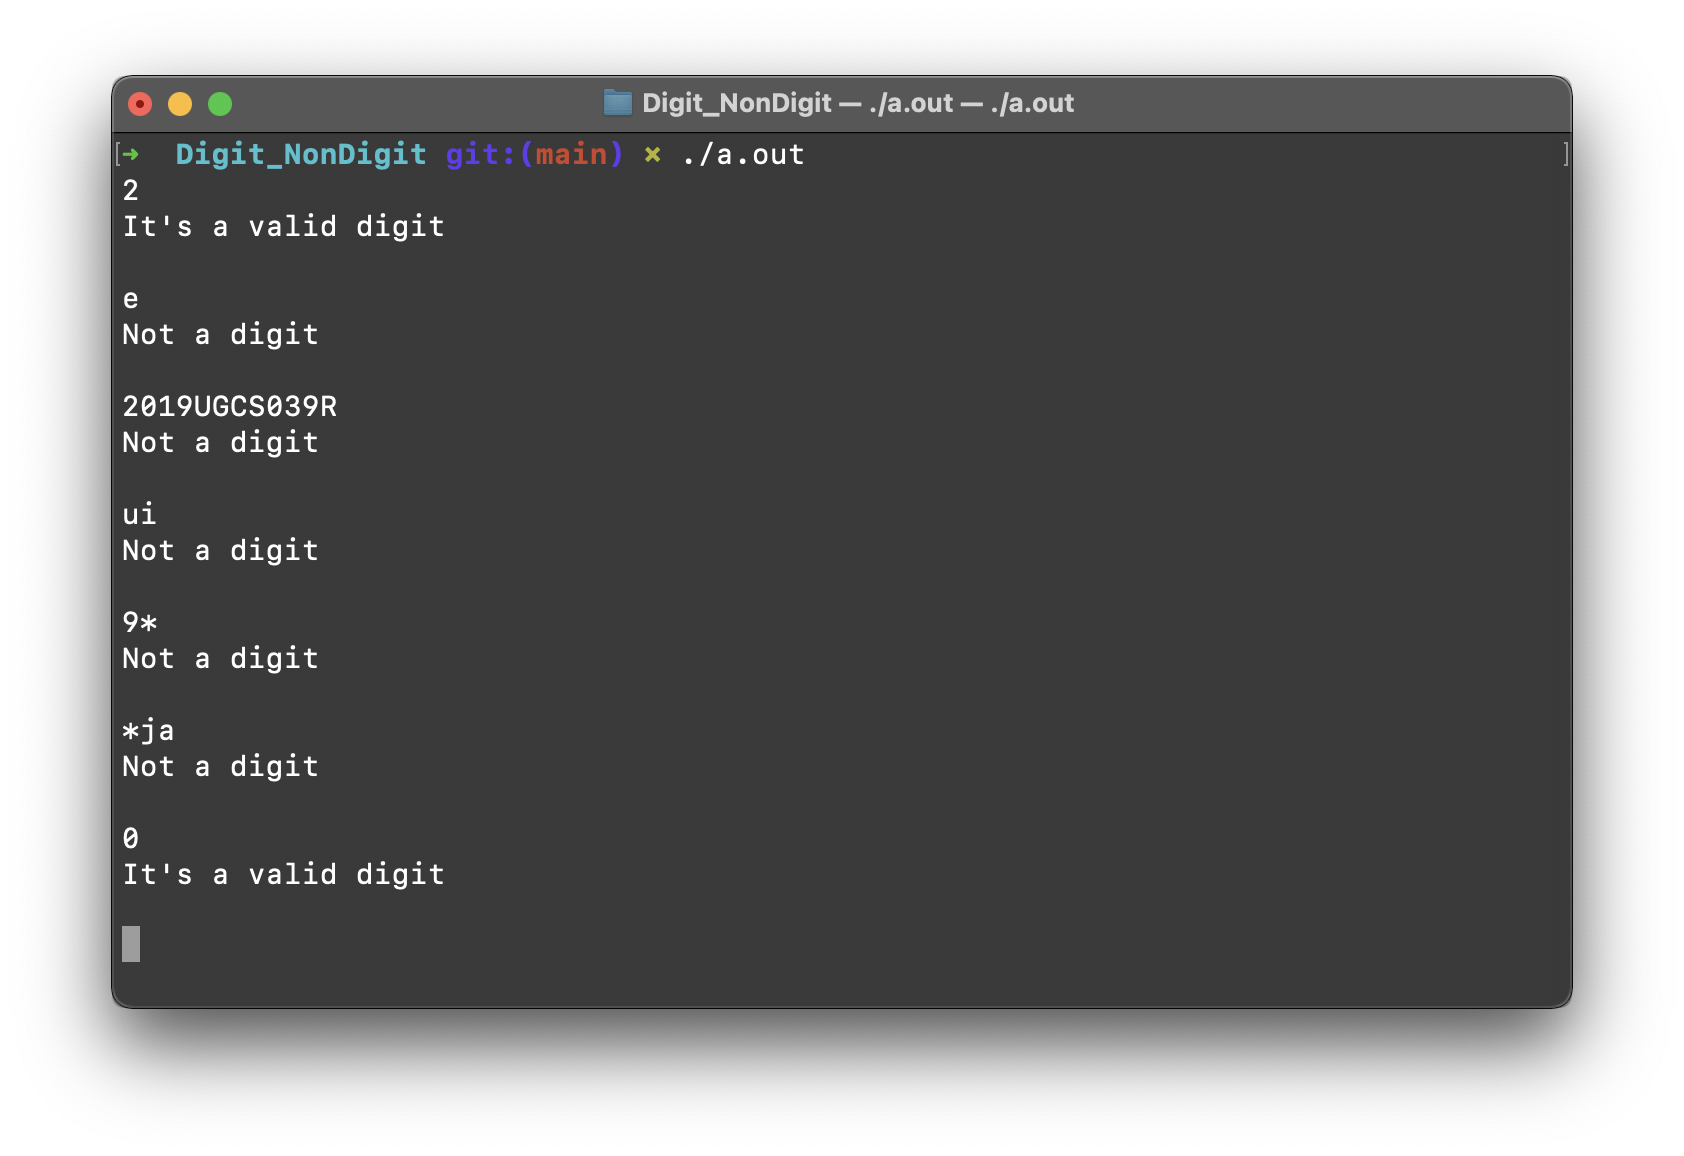 Digit_NonDigit — ./a.out — ./a.out
[➜  Digit_NonDigit git:(main) ✗ ./a.out ]
2
It's a valid digit
e
Not a digit
2019UGCS039R
Not a digit
ui
Not a digit
9*
Not a digit
*ja
Not a digit
0
It's a valid digit